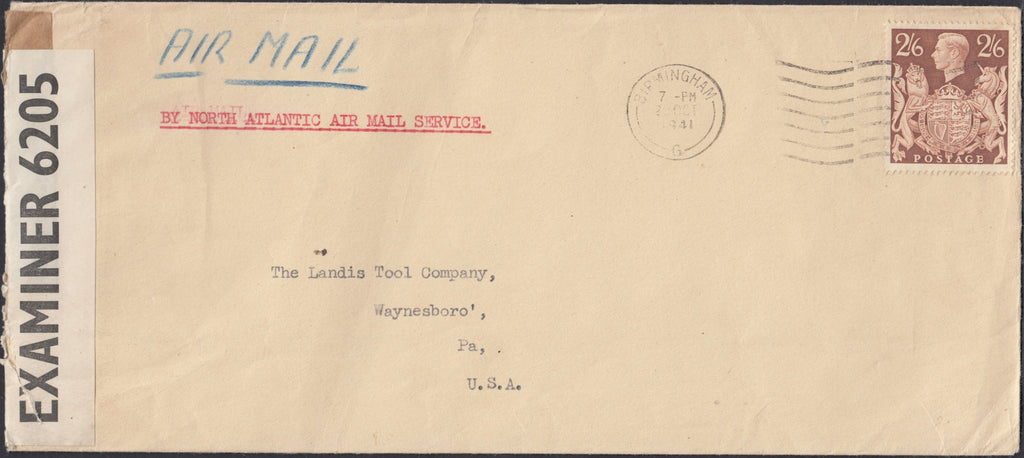 AIR MAIL
BY NORTH ATLANTIC AIR MAIL SERVICE.
BIRMINGHAM
7 -PM
OCT
1941
G
2/6 2/6
POSTAGE
EXAMINER 6205
The Landis Tool Company,
Waynesboro',
Pa,
U.S.A.